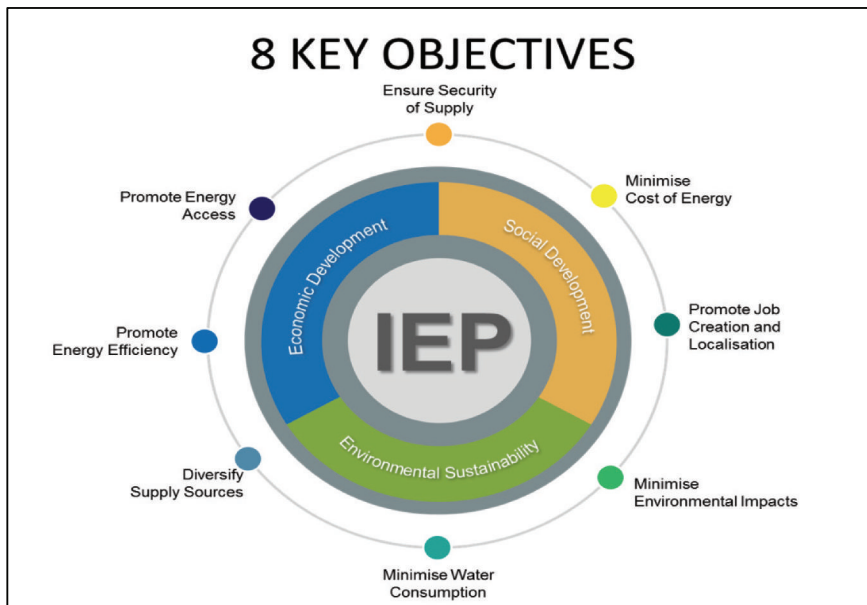 8 KEY OBJECTIVES
Ensure Security
of Supply
Minimise
Cost of Energy
Promote Job
Creation and
Localisation
Minimise
Environmental Impacts
Minimise Water
Consumption
Diversify
Supply Sources
Promote
Energy Efficiency
Promote Energy
Access
Economic Development
Social Development
Environmental Sustainability
IEP